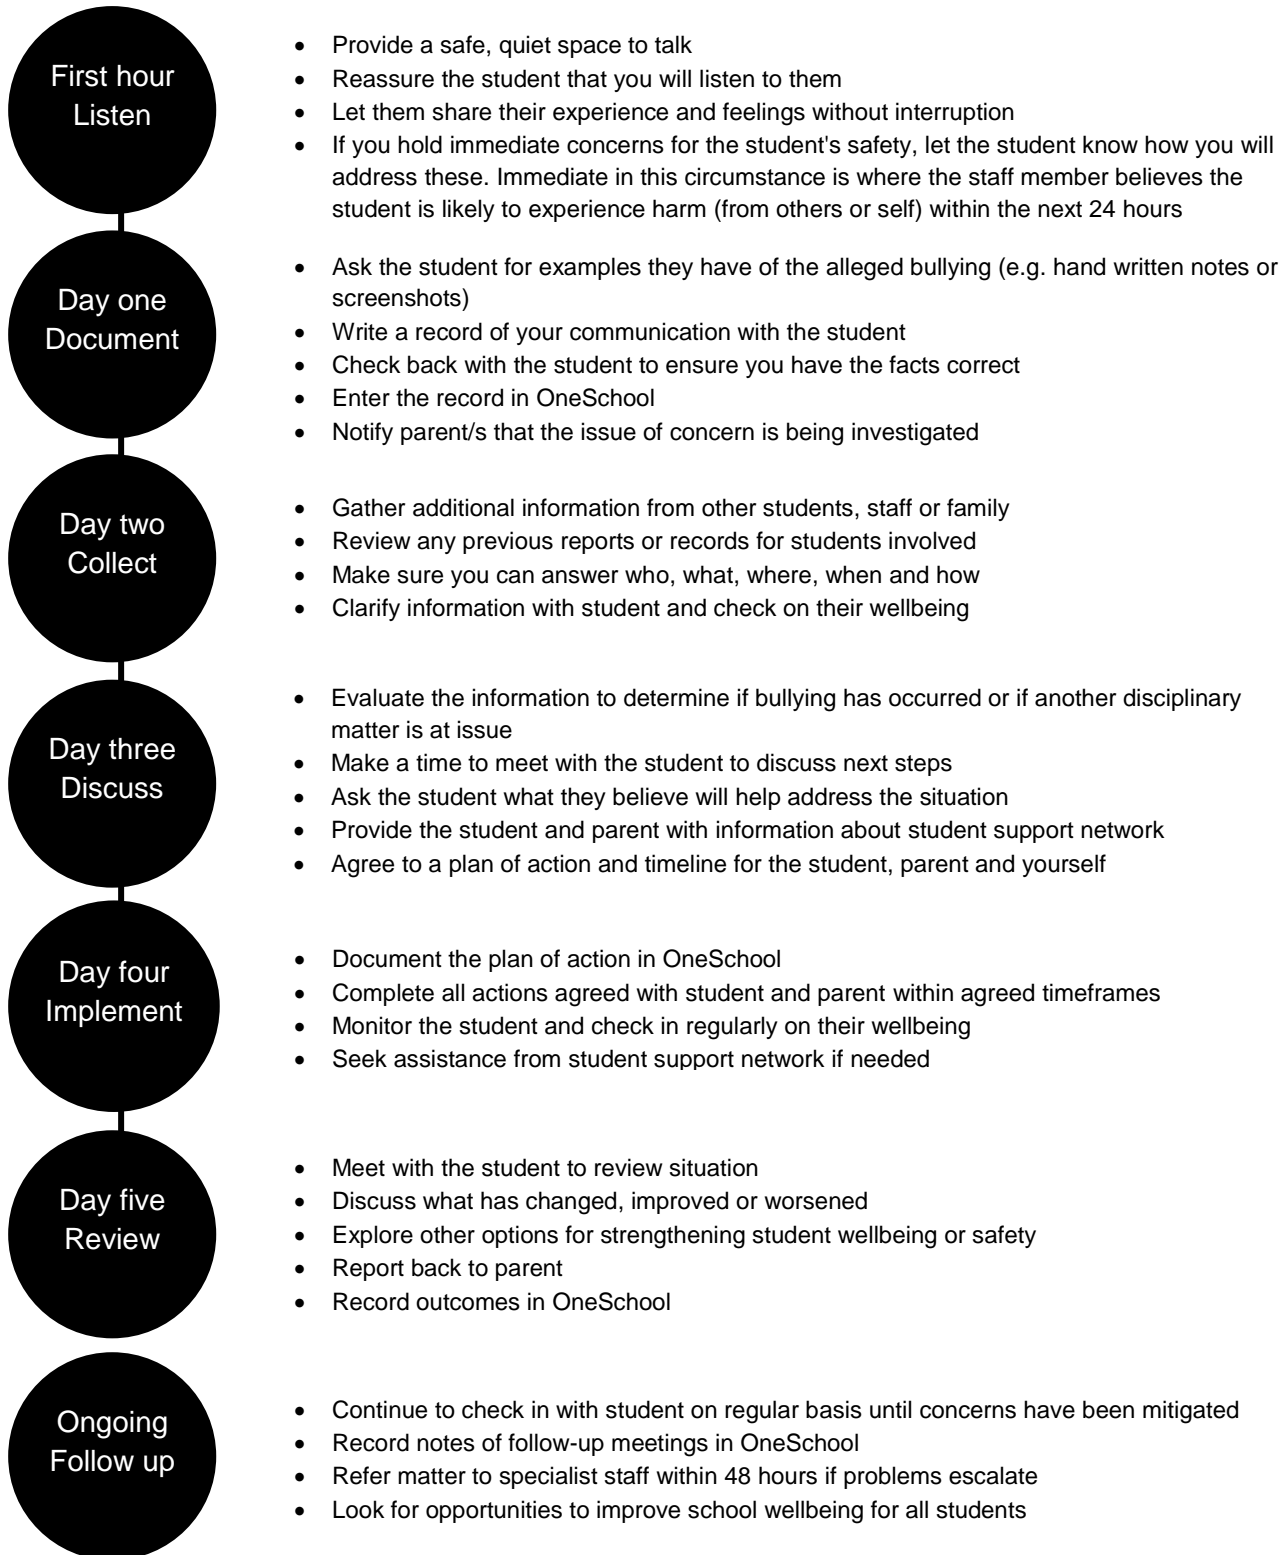 First hour
Listen
• Provide a safe, quiet space to talk
• Reassure the student that you will listen to them
• Let them share their experience and feelings without interruption
• If you hold immediate concerns for the student's safety, let the student know how you will
address these. Immediate in this circumstance is where the staff member believes the
student is likely to experience harm (from others or self) within the next 24 hours
Day one
Document
• Ask the student for examples they have of the alleged bullying (e.g. hand written notes or
screenshots)
• Write a record of your communication with the student
• Check back with the student to ensure you have the facts correct
• Enter the record in OneSchool
• Notify parent/s that the issue of concern is being investigated
Day two
Collect
• Gather additional information from other students, staff or family
• Review any previous reports or records for students involved
• Make sure you can answer who, what, where, when and how
• Clarify information with student and check on their wellbeing
Day three
Discuss
• Evaluate the information to determine if bullying has occurred or if another disciplinary
matter is at issue
• Make a time to meet with the student to discuss next steps
• Ask the student what they believe will help address the situation
• Provide the student and parent with information about student support network
• Agree to a plan of action and timeline for the student, parent and yourself
Day four
Implement
• Document the plan of action in OneSchool
• Complete all actions agreed with student and parent within agreed timeframes
• Monitor the student and check in regularly on their wellbeing
• Seek assistance from student support network if needed
Day five
Review
• Meet with the student to review situation
• Discuss what has changed, improved or worsened
• Explore other options for strengthening student wellbeing or safety
• Report back to parent
• Record outcomes in OneSchool
Ongoing
Follow up
• Continue to check in with student on regular basis until concerns have been mitigated
• Record notes of follow-up meetings in OneSchool
• Refer matter to specialist staff within 48 hours if problems escalate
• Look for opportunities to improve school wellbeing for all students